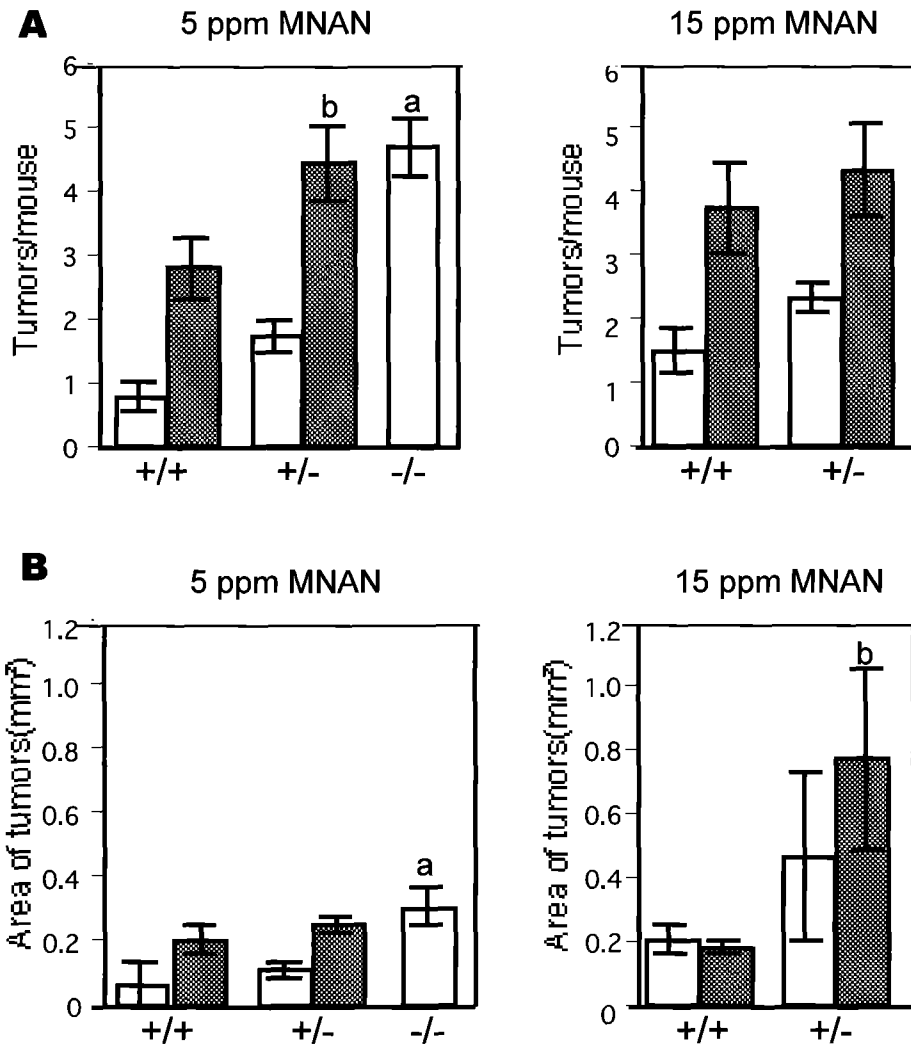 A
5 ppm MNAN
15 ppm MNAN
Tumors/mouse
6
5
4
3
2
1
0
b
a
+/+
+/-
-/-
Tumors/mouse
6
5
4
3
2
1
0
+/+
+/-
B
5 ppm MNAN
15 ppm MNAN
Area of tumors(mm²)
1.2
1.0
0.8
0.6
0.4
0.2
0
a
+/+
+/-
-/-
Area of tumors(mm²)
1.2
1.0
0.8
0.6
0.4
0.2
0
b
+/+
+/-